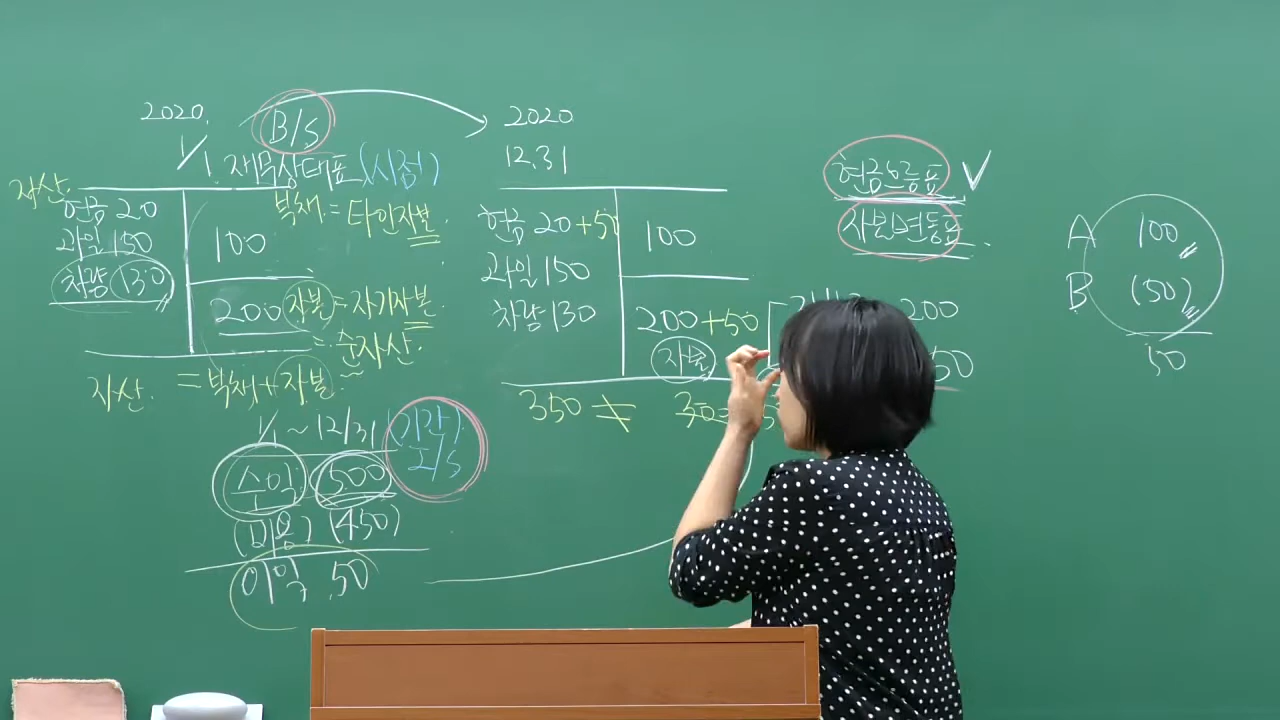 2020.
1/1. B/S
재무상태표 (시점)
자산
현금 20
과일 150
차량 130
100
부채 = 타인자본.
200
자본 = 자기자본.
= 순자산.
자산 = 부채 + 자본
1/1 ~ 12/31 (기간)
I/S
수익 500
(비용) (450)
이익 50
2020
12.31
현금 20 + 50
과일 150
차량 130
100
200 + 50
자본
350 ≠
현금흐름표
자본변동표
200
50
A 100
B (50)
50